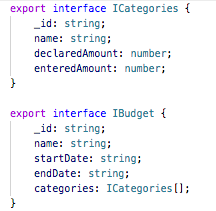 export interface ICategories {
    _id: string;
    name: string;
    declaredAmount: number;
    enteredAmount: number;
}

export interface IBudget {
    _id: string;
    name: string;
    startDate: string;
    endDate: string;
    categories: ICategories[];
}